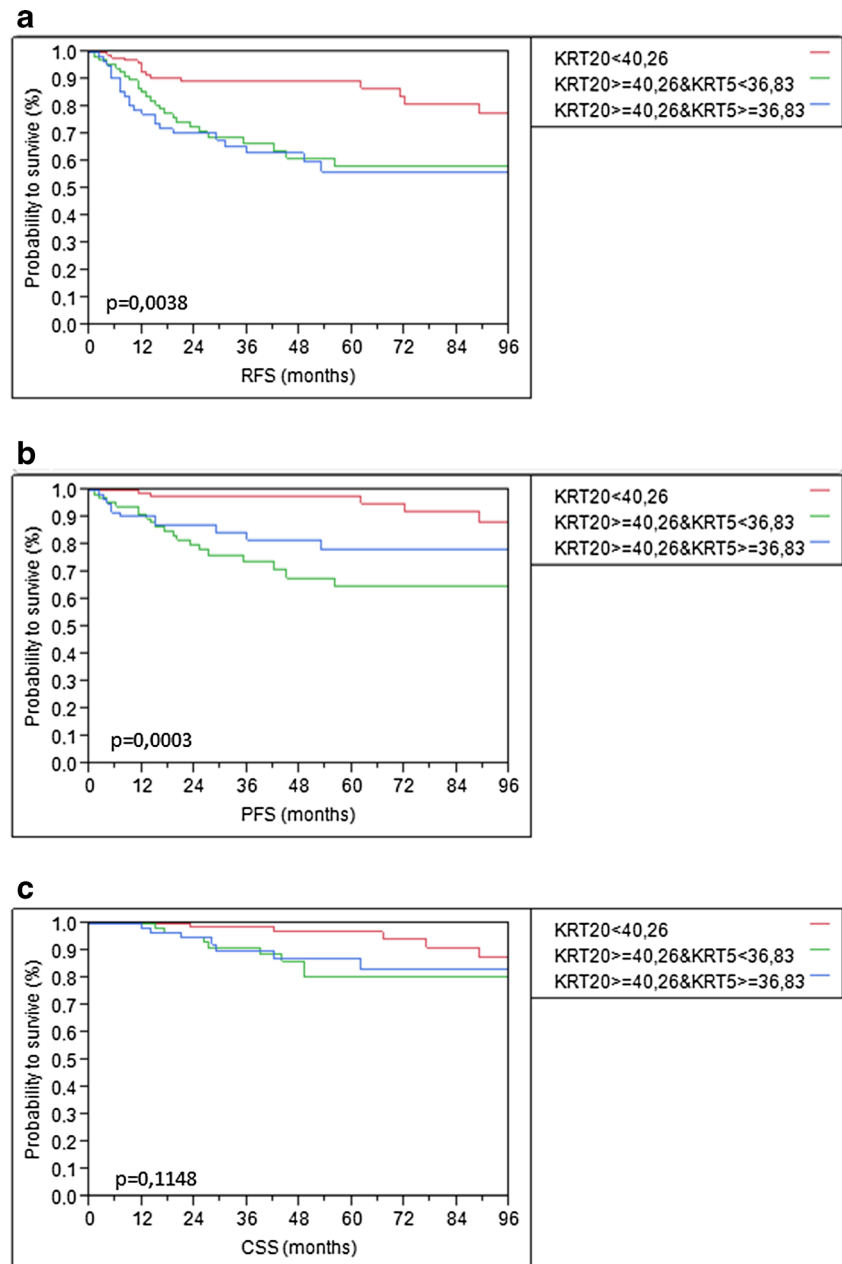 a
KRT20<40,26
KRT20>=40,26&KRT5<36,83
KRT20>=40,26&KRT5>=36,83
Probability to survive (%)
1.0
0.9
0.8
0.7
0.6
0.5
0.4
0.3
0.2
0.1
0.0
p=0,0038
0 12 24 36 48 60 72 84 96
RFS (months)
b
KRT20<40,26
KRT20>=40,26&KRT5<36,83
KRT20>=40,26&KRT5>=36,83
Probability to survive (%)
1.0
0.9
0.8
0.7
0.6
0.5
0.4
0.3
0.2
0.1
0.0
p=0,0003
0 12 24 36 48 60 72 84 96
PFS (months)
c
KRT20<40,26
KRT20>=40,26&KRT5<36,83
KRT20>=40,26&KRT5>=36,83
Probability to survive (%)
1.0
0.9
0.8
0.7
0.6
0.5
0.4
0.3
0.2
0.1
0.0
p=0,1148
0 12 24 36 48 60 72 84 96
CSS (months)